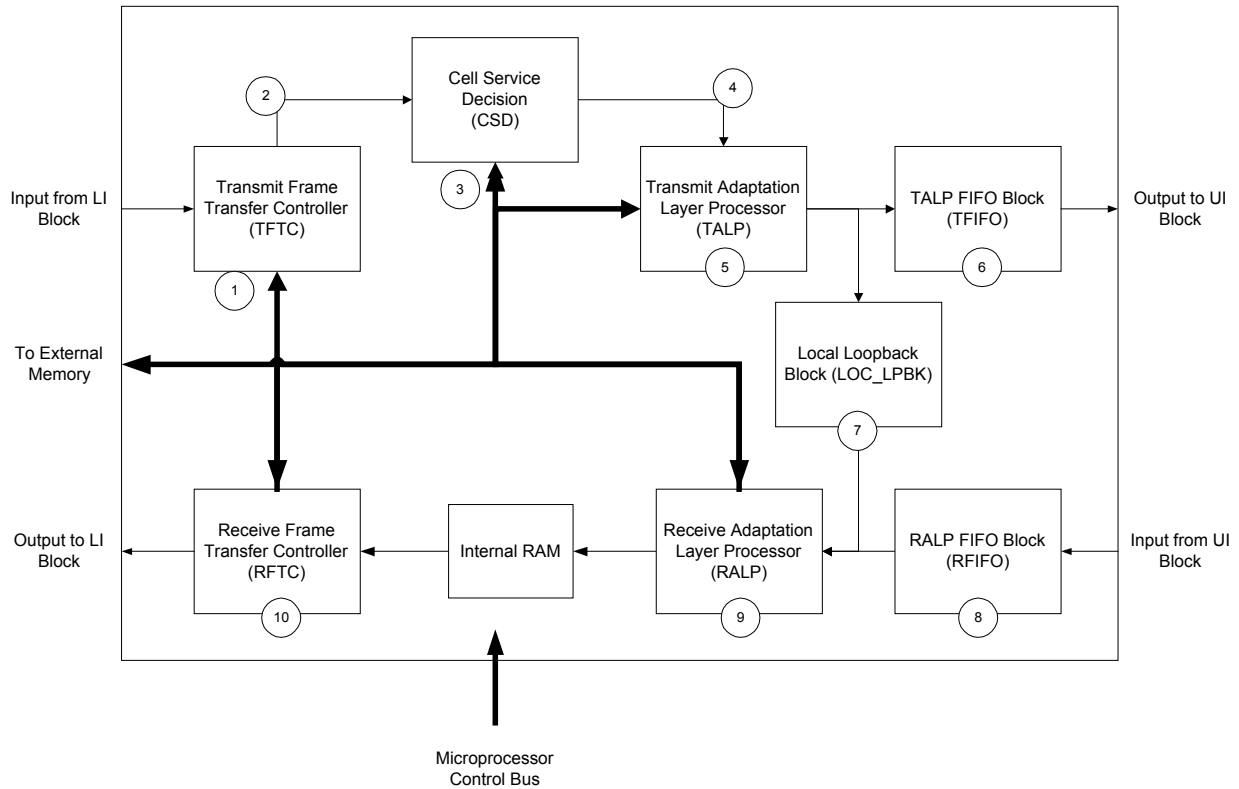 Cell Service
Decision
(CSD)
2
4
3
Input from LI
Block
Transmit Frame
Transfer Controller
(TFTC)
1
Transmit Adaptation
Layer Processor
(TALP)
5
TALP FIFO Block
(TFIFO)
6
Output to UI
Block
To External
Memory
Local Loopback
Block (LOC_LPBK)
7
Output to LI
Block
Receive Frame
Transfer Controller
(RFTC)
10
Internal RAM
Receive Adaptation
Layer Processor
(RALP)
9
RALP FIFO Block
(RFIFO)
8
Input from UI
Block
Microprocessor
Control Bus